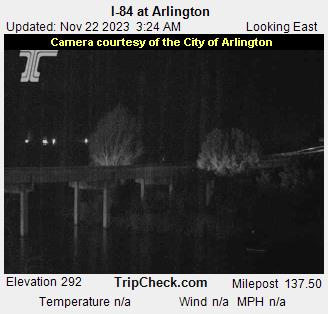 I-84 at Arlington
Updated: Nov 22 2023 3:24 AM Looking East
Camera courtesy of the City of Arlington
Elevation 292 TripCheck.com Milepost 137.50
Temperature n/a Wind n/a MPH n/a